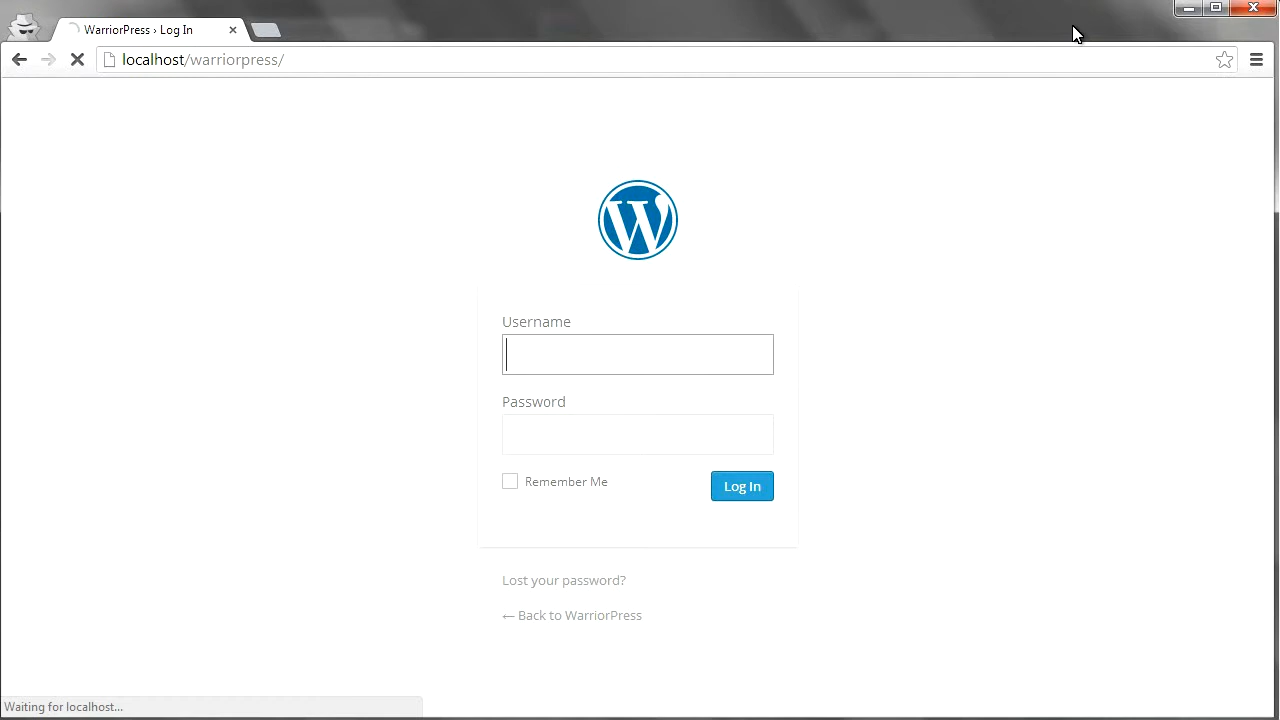 WarriorPress › Log In
localhost/warriorpress/
Username
Password
Remember Me
Log In
Lost your password?
← Back to WarriorPress
Waiting for localhost...